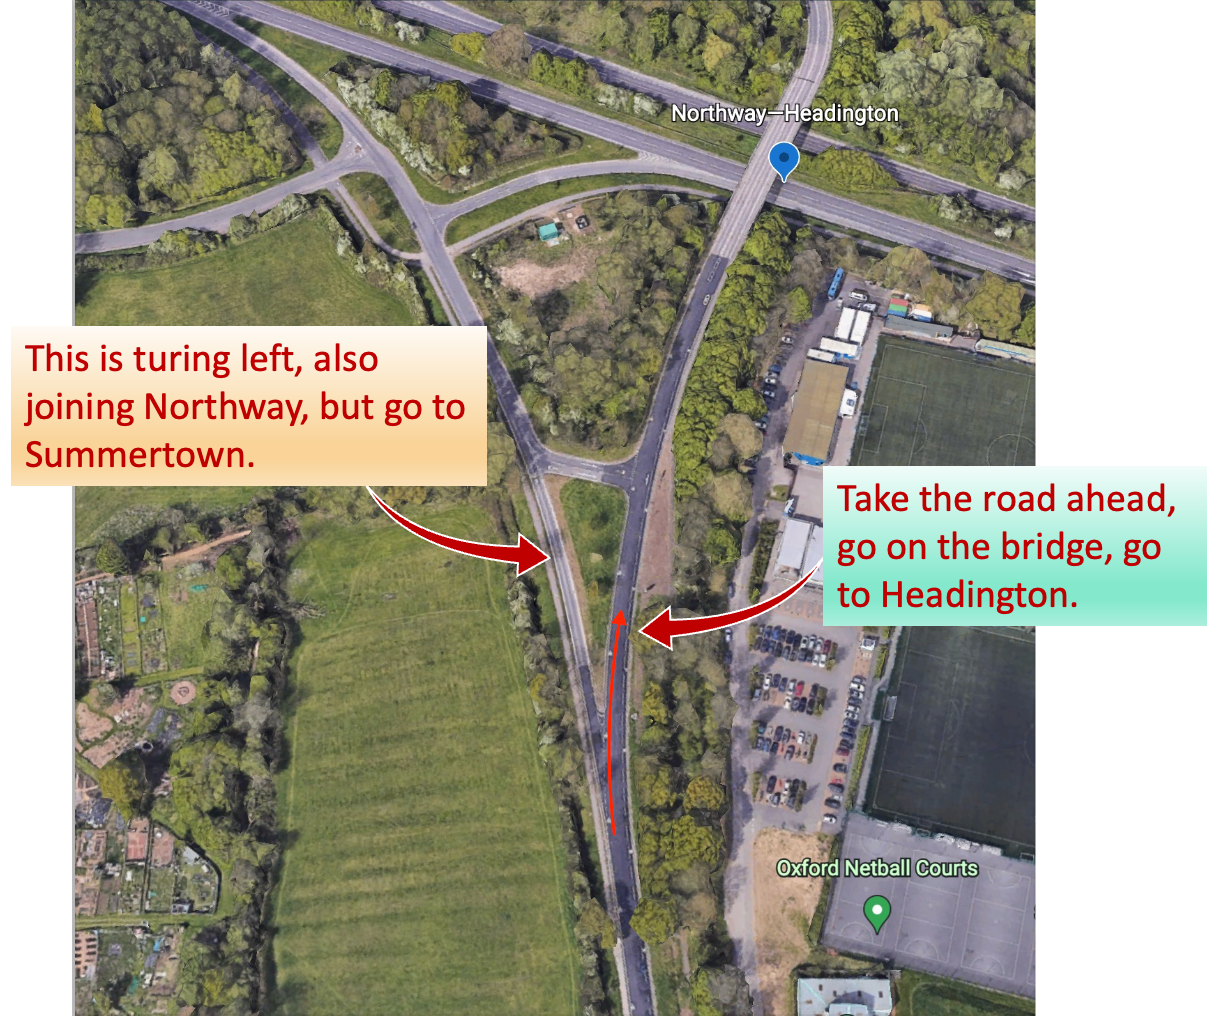 Northway—Headington
This is turing left, also
joining Northway, but go to
Summertown.
Take the road ahead,
go on the bridge, go
to Headington.
Oxford Netball Courts